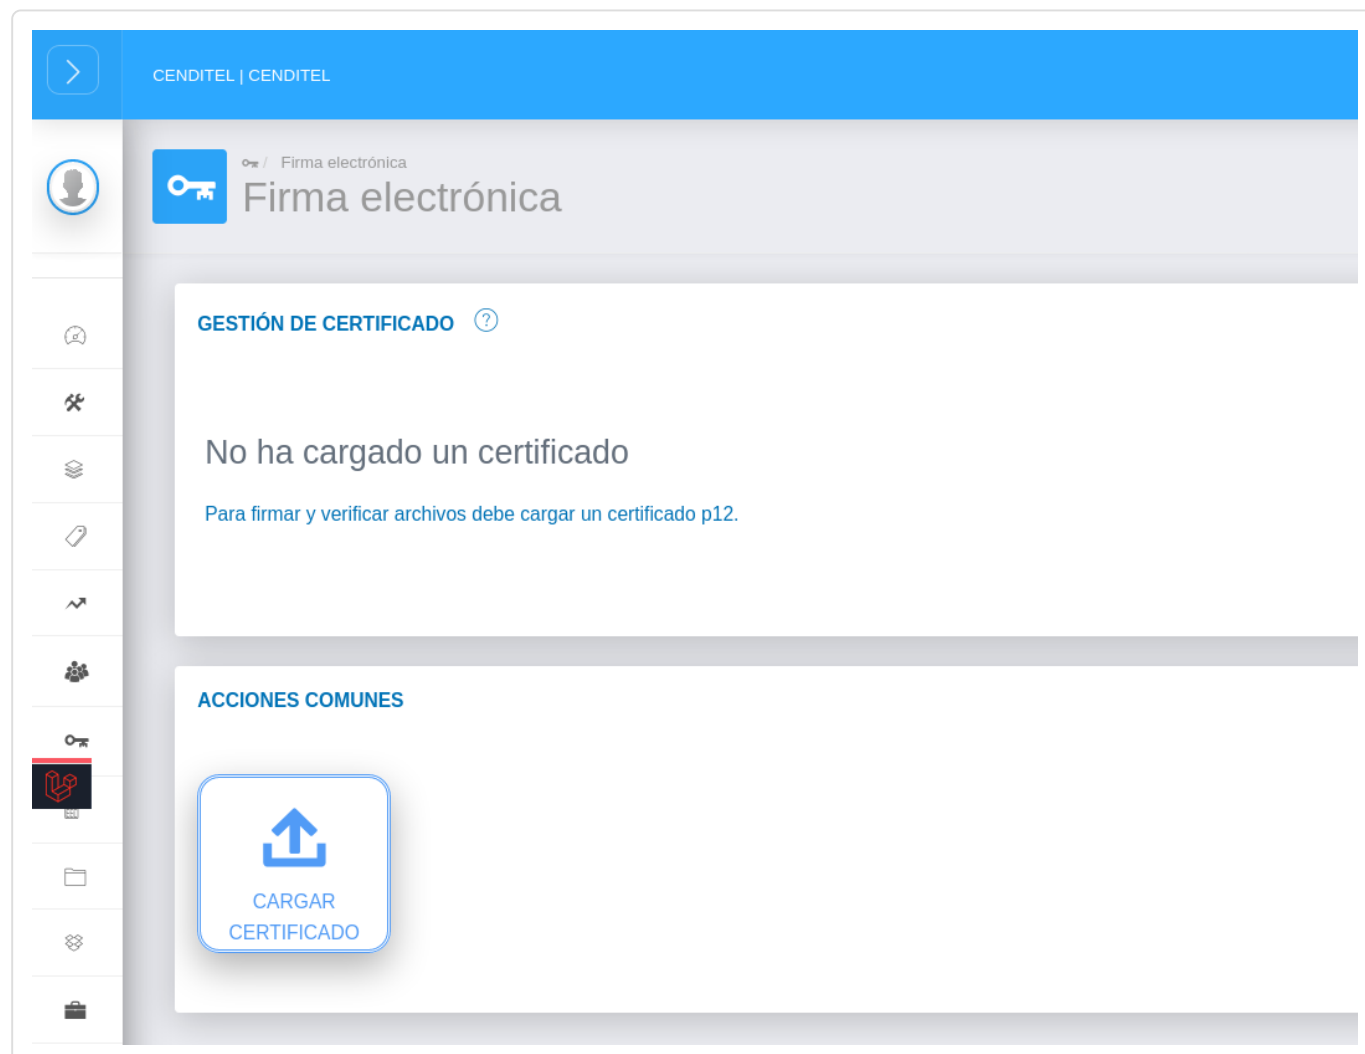 CENDITEL | CENDITEL
/ Firma electrónica
Firma electrónica
GESTIÓN DE CERTIFICADO
No ha cargado un certificado
Para firmar y verificar archivos debe cargar un certificado p12.
ACCIONES COMUNES
CARGAR
CERTIFICADO